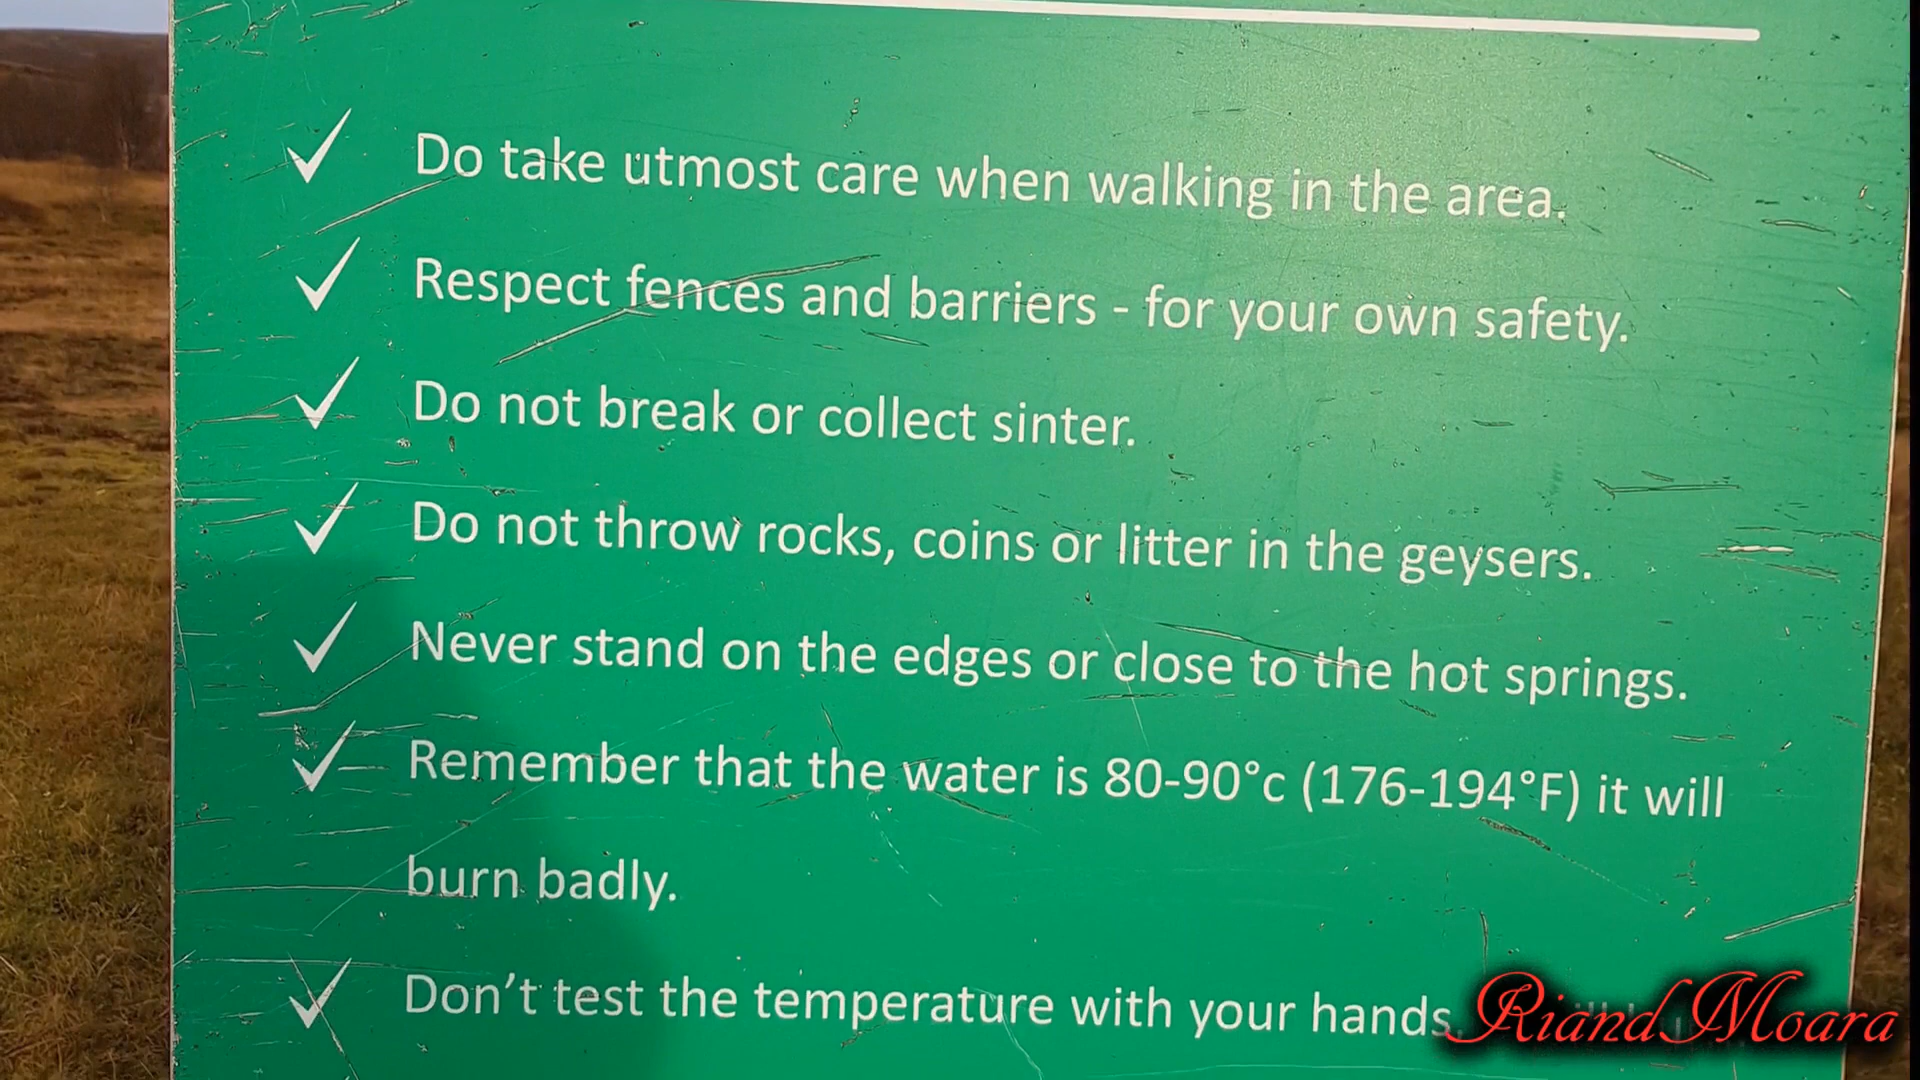 Do take utmost care when walking in the area.
Respect fences and barriers - for your own safety.
Do not break or collect sinter.
Do not throw rocks, coins or litter in the geysers.
Never stand on the edges or close to the hot springs.
Remember that the water is 80-90°c (176-194°F) it will
burn badly.
Don't test the temperature with your hands.
RiandMoara